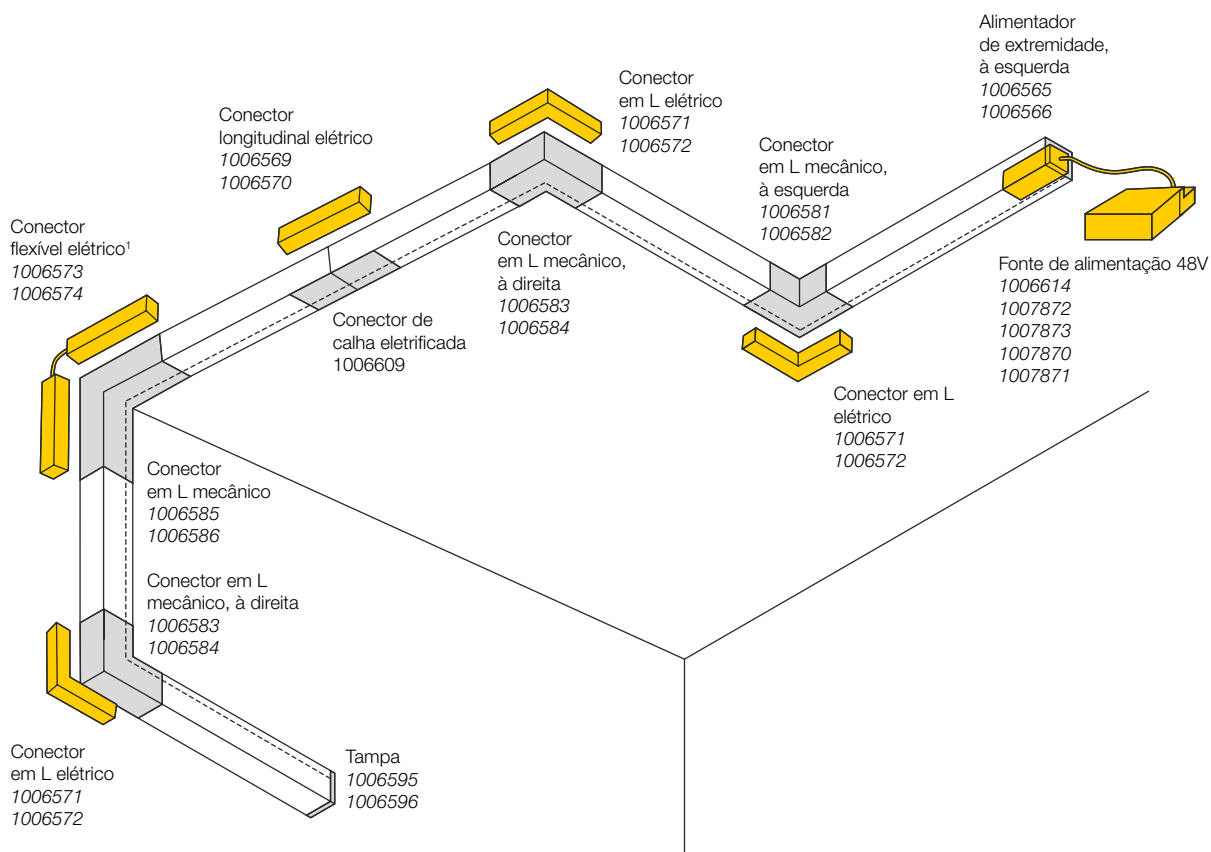 Alimentador
de extremidade,
à esquerda
1006565
1006566
Conector
em L elétrico
1006571
1006572
Conector
longitudinal elétrico
1006569
1006570
Conector
em L mecânico,
à esquerda
1006581
1006582
Conector
flexível elétrico¹
1006573
1006574
Conector
em L mecânico,
à direita
1006583
1006584
Fonte de alimentação 48V
1006614
1007872
1007873
1007870
1007871
Conector de
calha eletrificada
1006609
Conector em L
elétrico
1006571
1006572
Conector
em L mecânico
1006585
1006586
Conector em L
mecânico, à direita
1006583
1006584
Conector
em L elétrico
1006571
1006572
Tampa
1006595
1006596